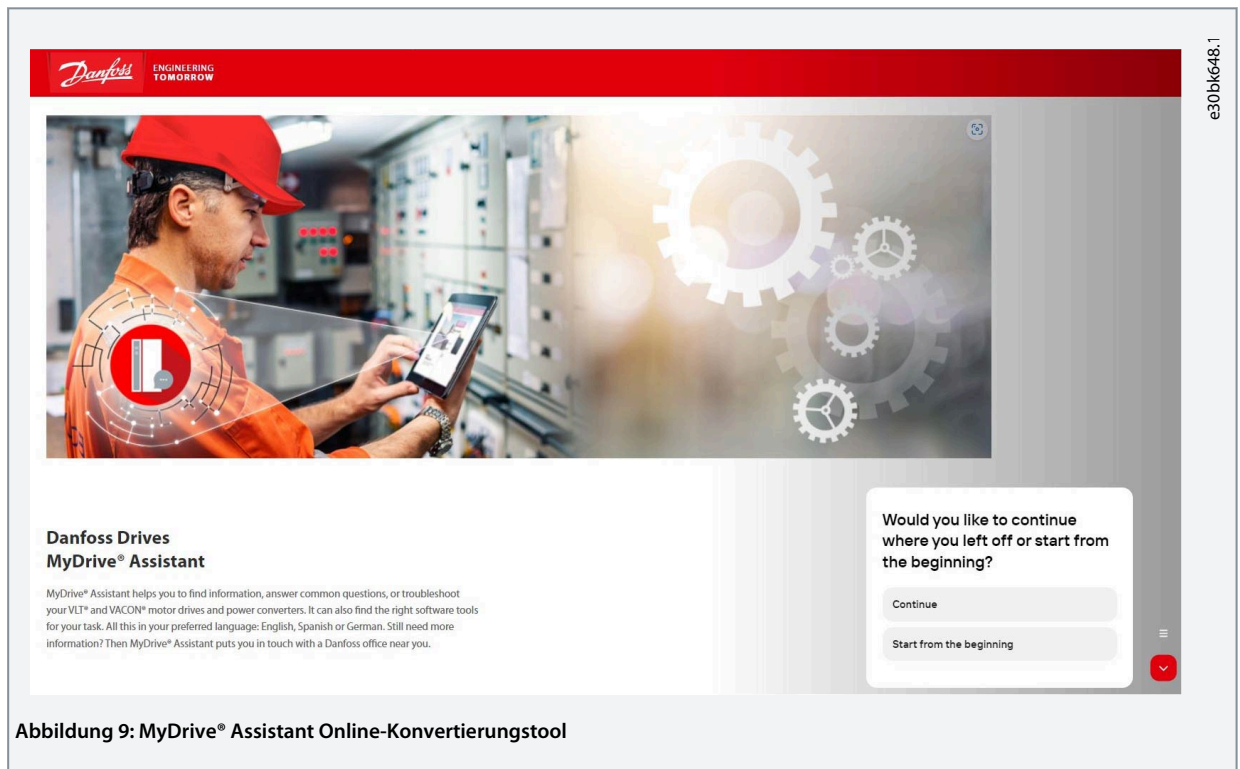 Danfoss
ENGINEERING
TOMORROW
e30bk648.1
Danfoss Drives
MyDrive® Assistant
MyDrive® Assistant helps you to find information, answer common questions, or troubleshoot
your VLT® and VACON® motor drives and power converters. It can also find the right software tools
for your task. All this in your preferred language: English, Spanish or German. Still need more
information? Then MyDrive® Assistant puts you in touch with a Danfoss office near you.
Would you like to continue
where you left off or start from
the beginning?
Continue
Start from the beginning
Abbildung 9: MyDrive® Assistant Online-Konvertierungstool